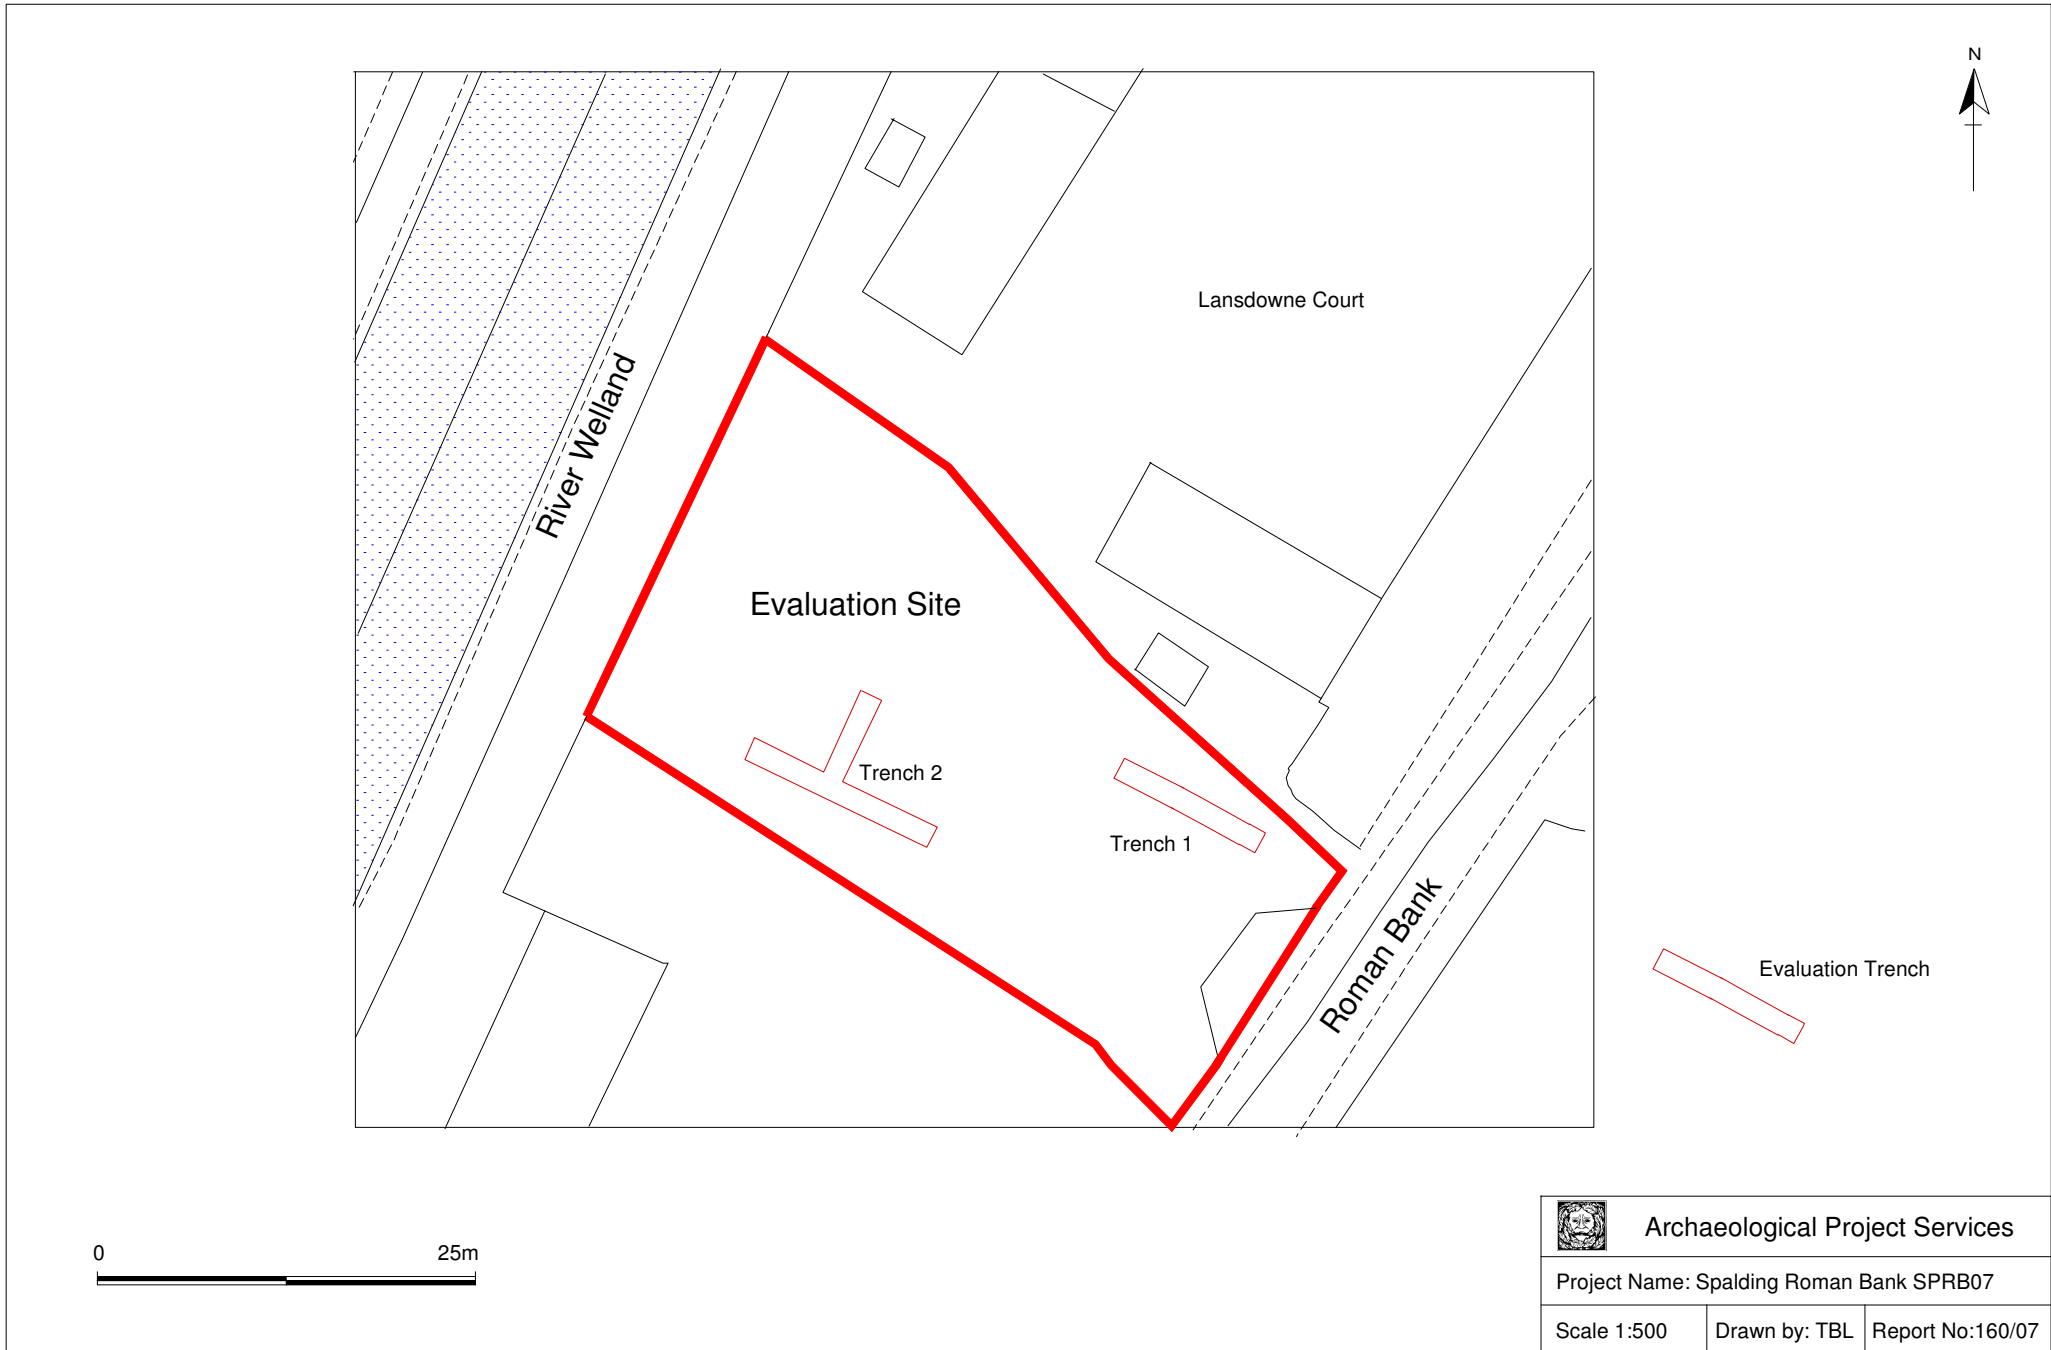 N
Lansdowne Court
River Welland
Evaluation Site
Trench 2
Trench 1
Roman Bank
Evaluation Trench
0 25m
Archaeological Project Services
Project Name: Spalding Roman Bank SPRB07
Scale 1:500 Drawn by: TBL Report No:160/07